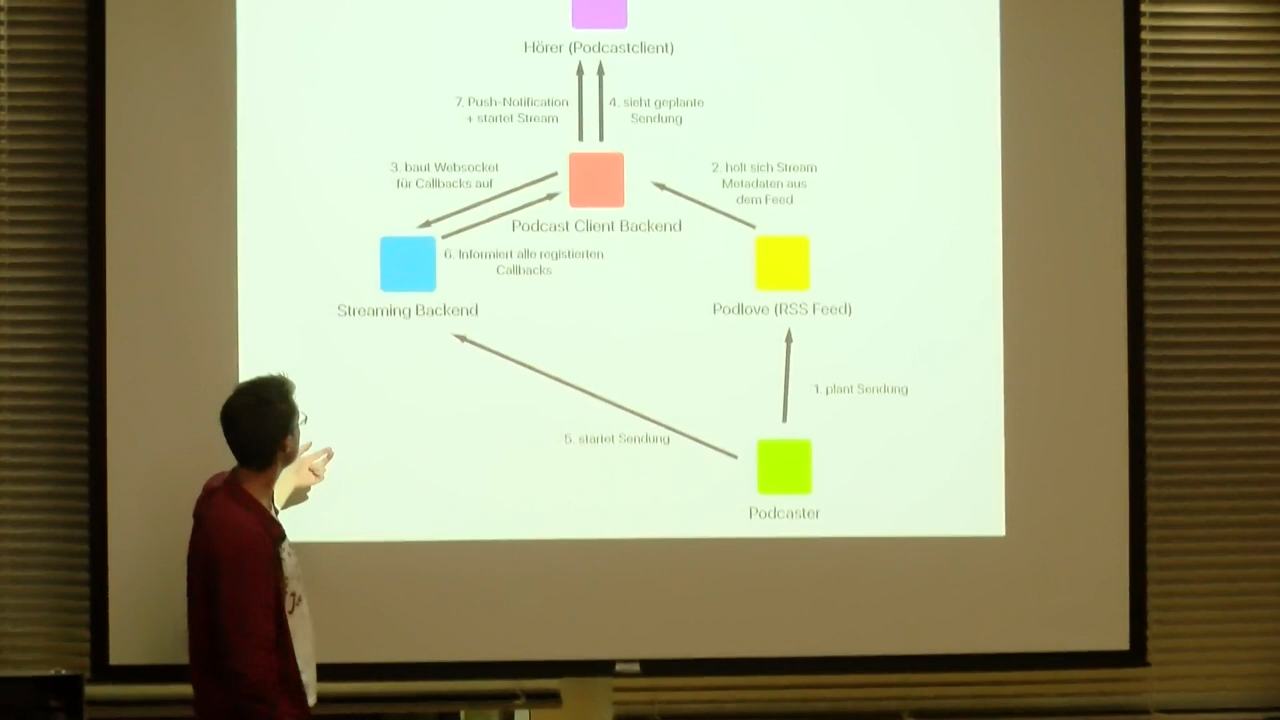 Hörer (Podcastclient)
7. Push-Notification
+ startet Stream
4. sieht geplante
Sendung
3. baut Websocket
für Callbacks auf
2. holt sich Stream
Metadaten aus
dem Feed
Podcast Client Backend
6. Informiert alle registierten
Callbacks
Streaming Backend
Podlove (RSS Feed)
1. plant Sendung
5. startet Sendung
Podcaster